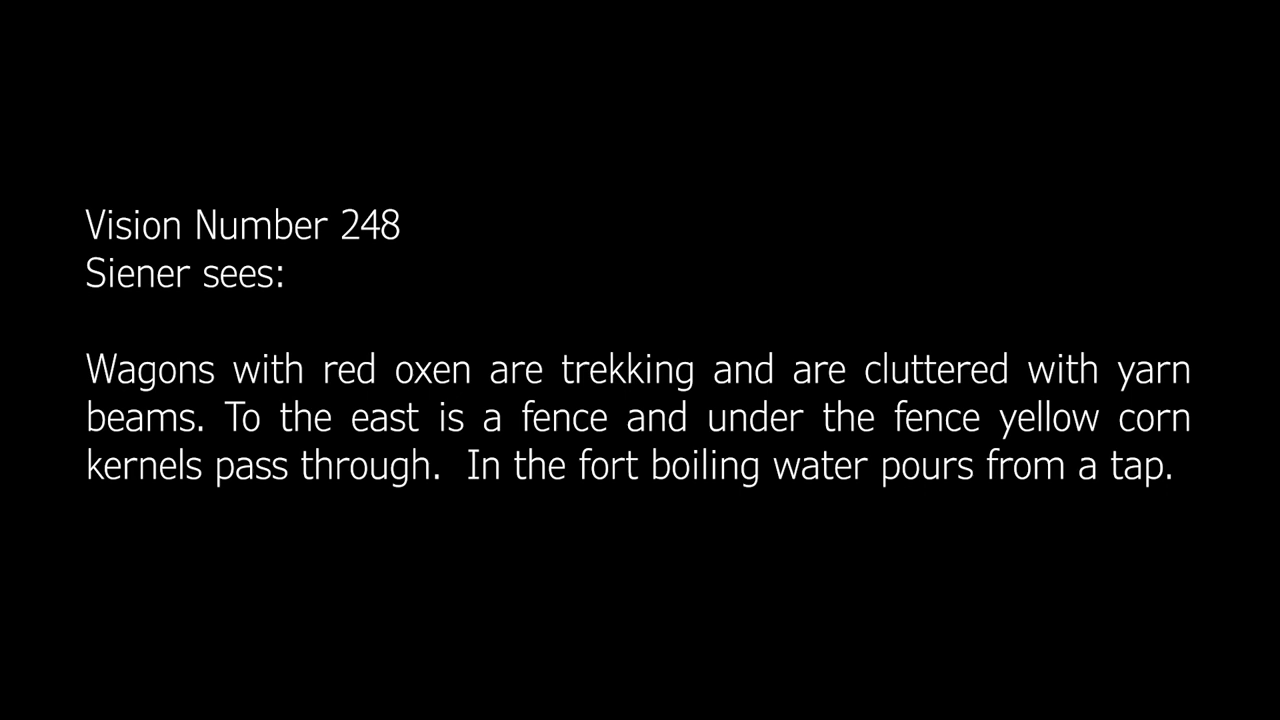 Vision Number 248
Siener sees:
Wagons with red oxen are trekking and are cluttered with yarn
beams. To the east is a fence and under the fence yellow corn
kernels pass through.  In the fort boiling water pours from a tap.